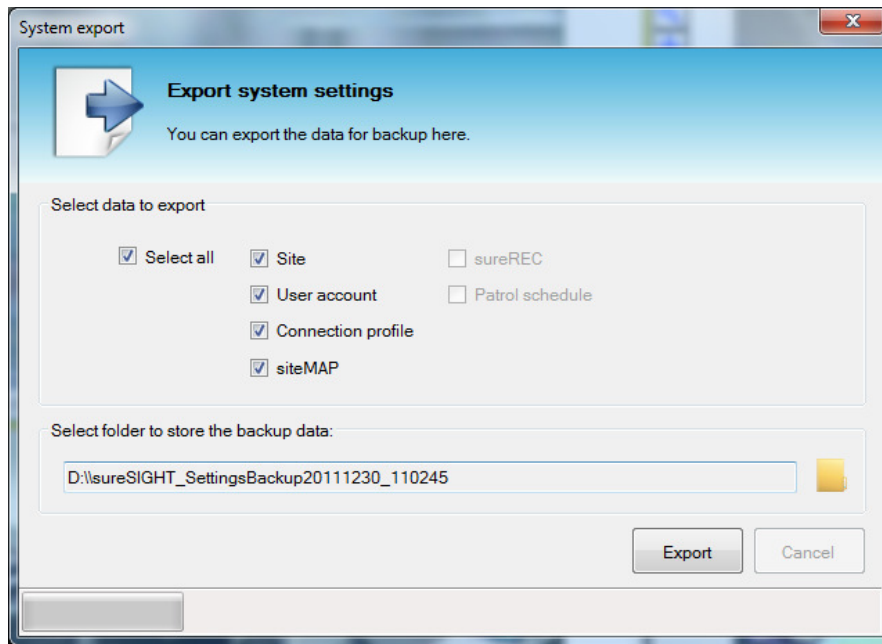 System export
Export system settings
You can export the data for backup here.
Select data to export
Select all
Site
sureREC
User account
Patrol schedule
Connection profile
siteMAP
Select folder to store the backup data:
D:\\sureSIGHT_SettingsBackup20111230_110245
Export
Cancel